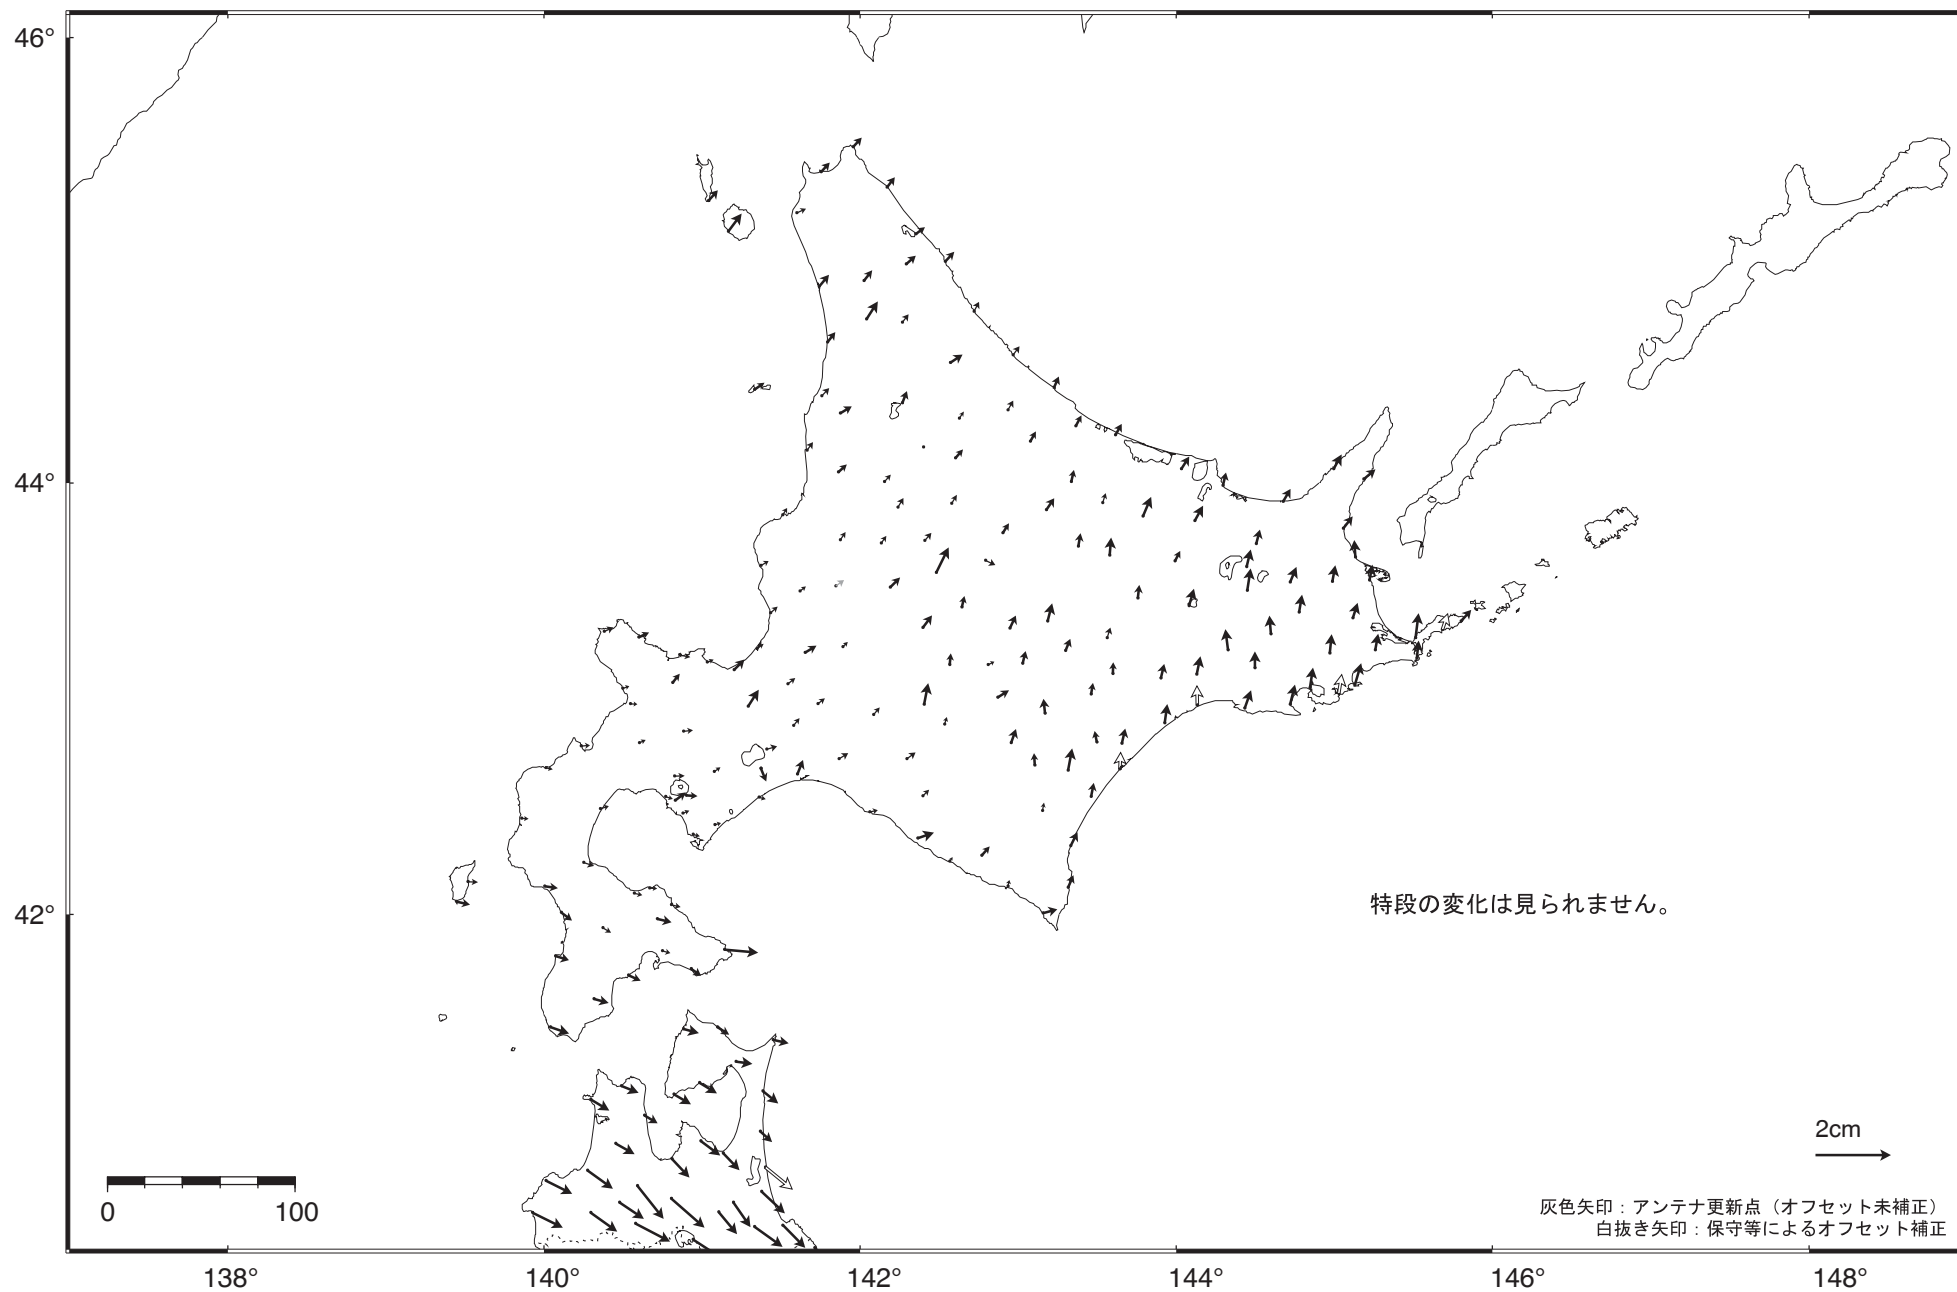 46°
44°
42°
特段の変化は見られません。
2cm
0 100
灰色矢印：アンテナ更新点（オフセット未補正）
白抜き矢印：保守等によるオフセット補正
138° 140° 142° 144° 146° 148°